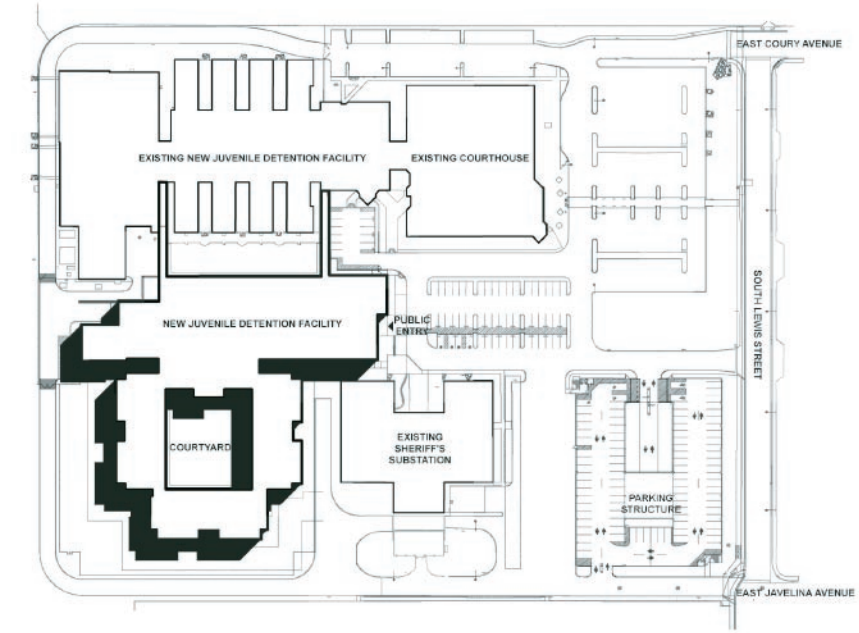 EAST COURY AVENUE
EXISTING NEW JUVENILE DETENTION FACILITY
EXISTING COURTHOUSE
NEW JUVENILE DETENTION FACILITY
PUBLIC
ENTRY
SOUTH LEWIS STREET
COURTYARD
EXISTING
SHERIFF'S
SUBSTATION
PARKING
STRUCTURE
EAST JAVELINA AVENUE